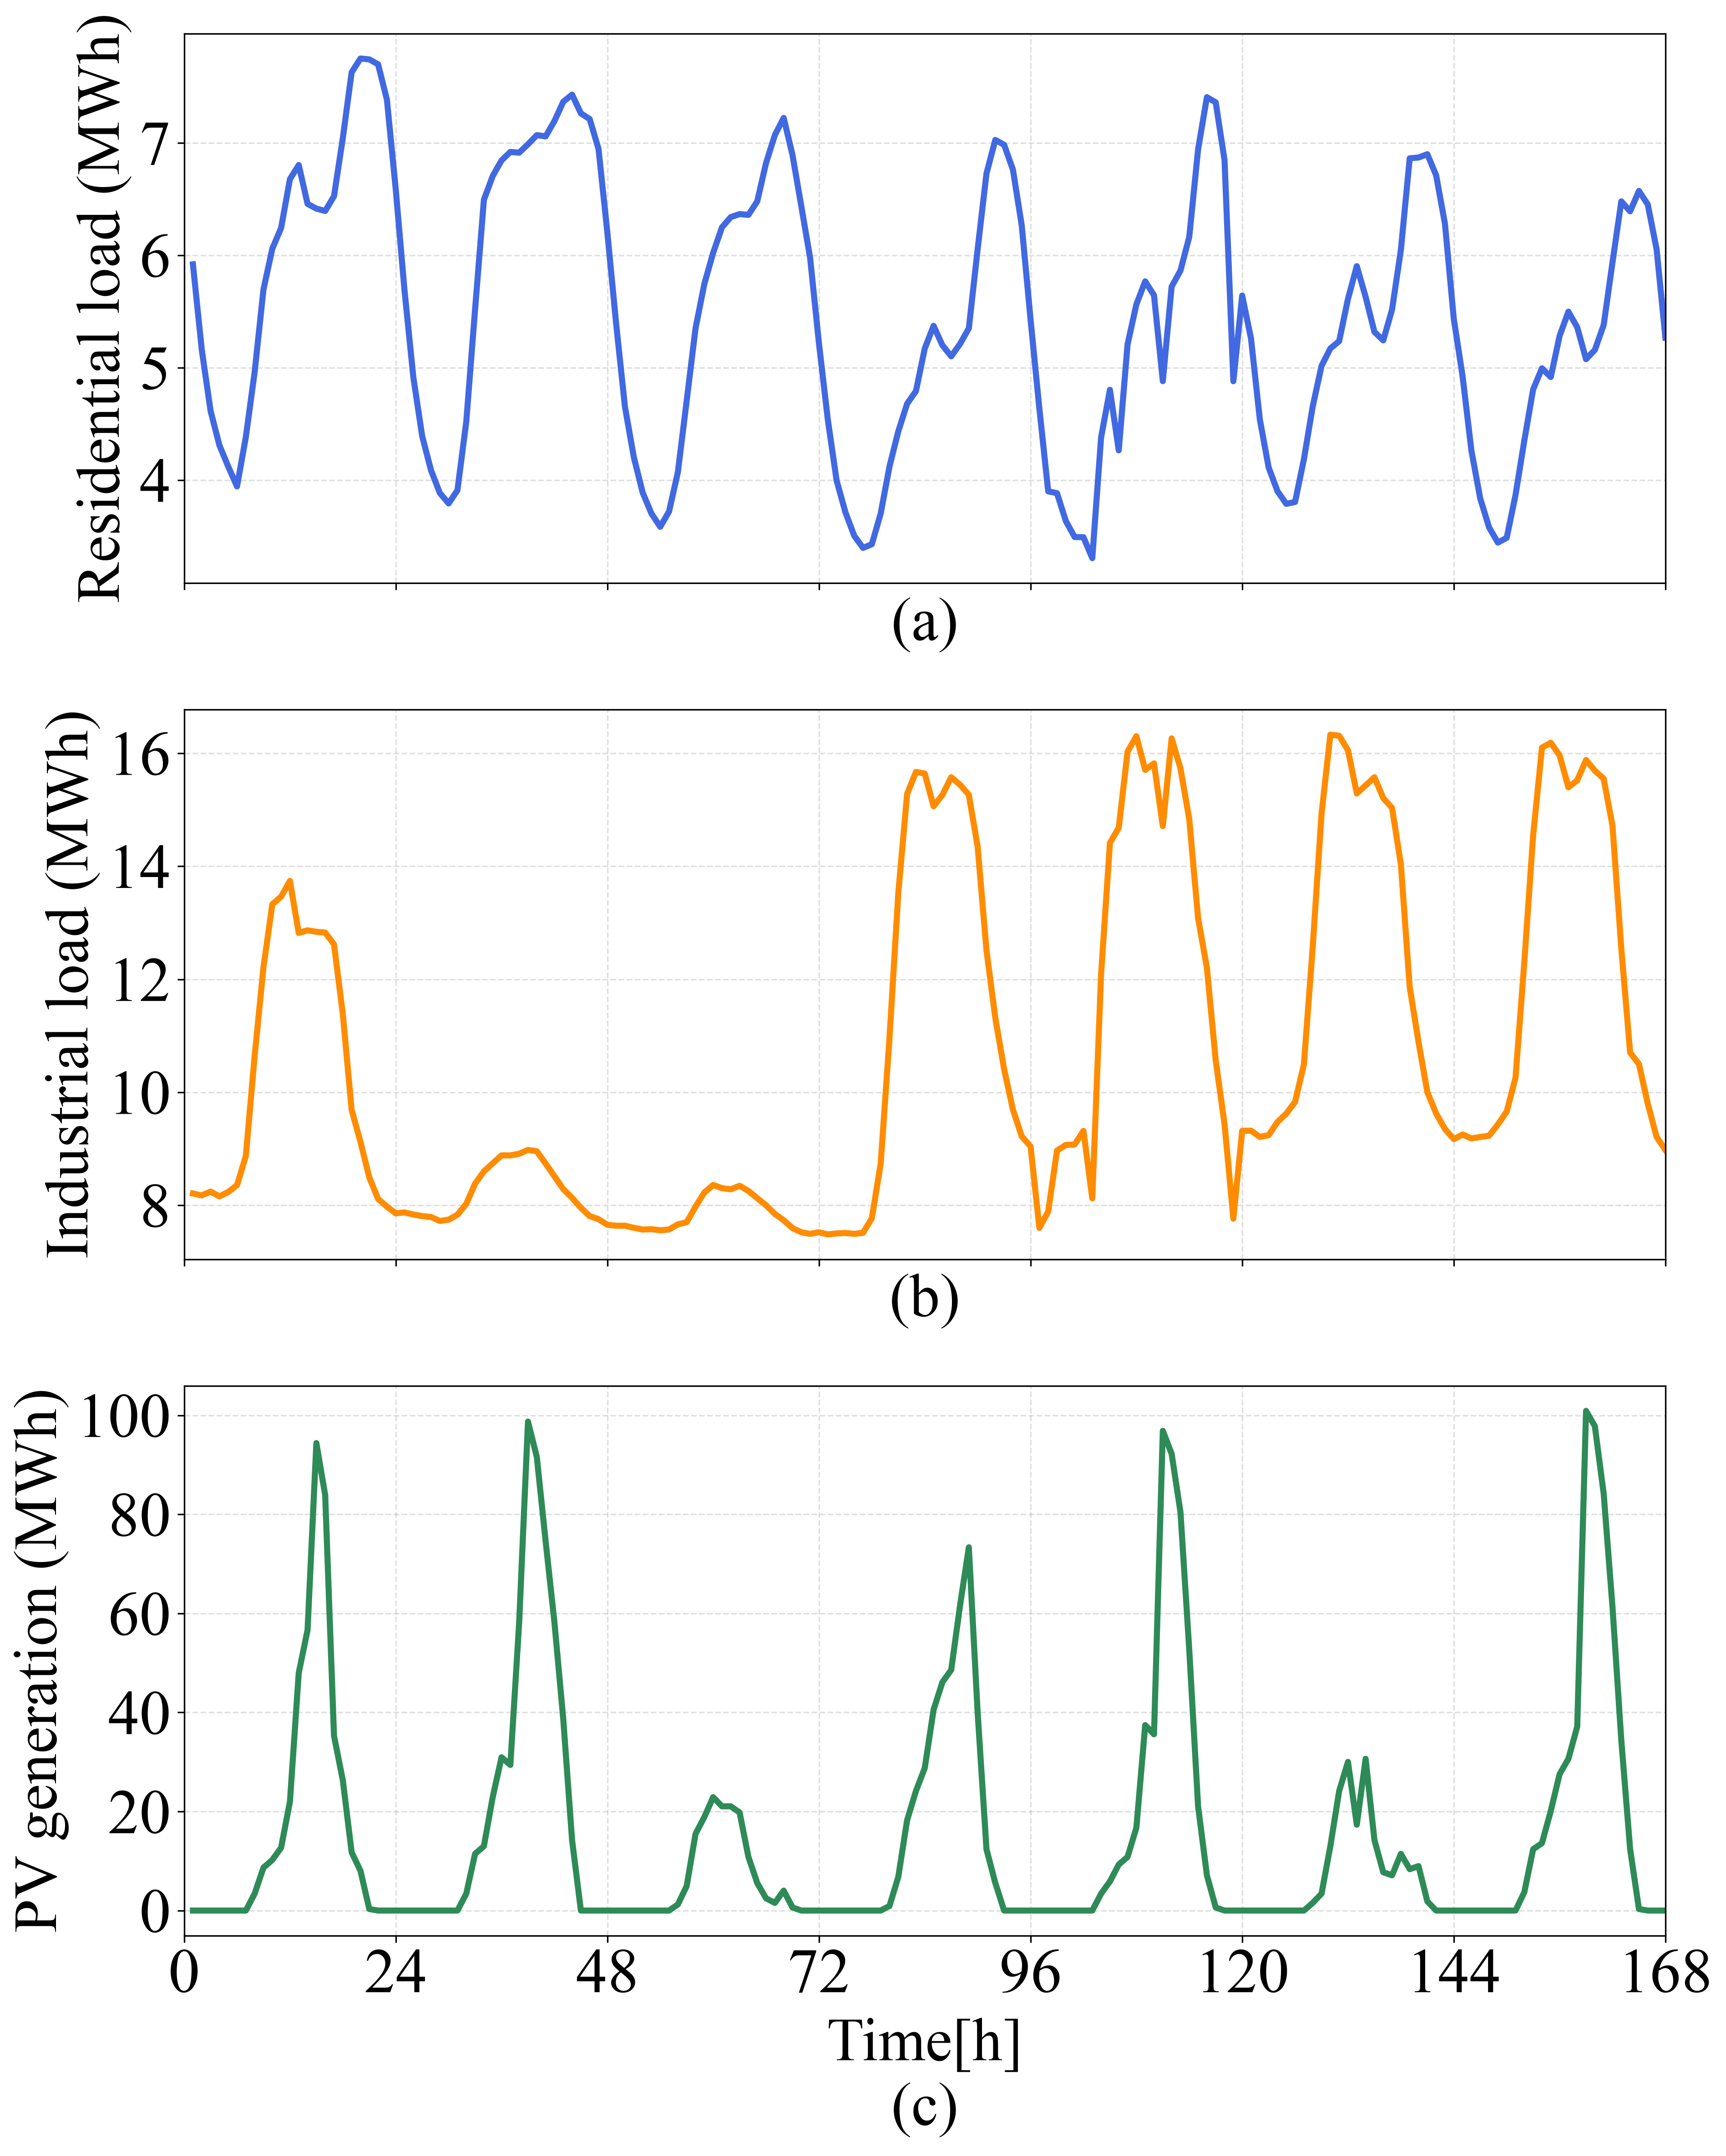 Residential load (MWh)
7
6
5
4
(a)
Industrial load (MWh)
16
14
12
10
8
(b)
PV generation (MWh)
100
80
60
40
20
0
0 24 48 72 96 120 144 168
Time[h]
(c)